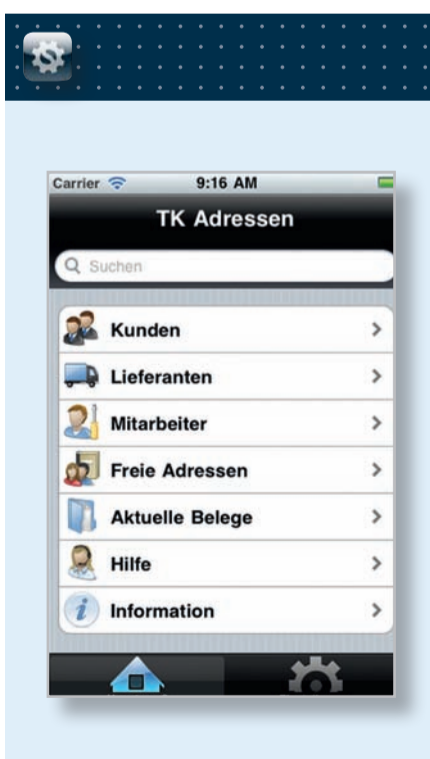 Carrier 9:16 AM
TK Adressen
Suchen
Kunden
Lieferanten
Mitarbeiter
Freie Adressen
Aktuelle Belege
Hilfe
Information